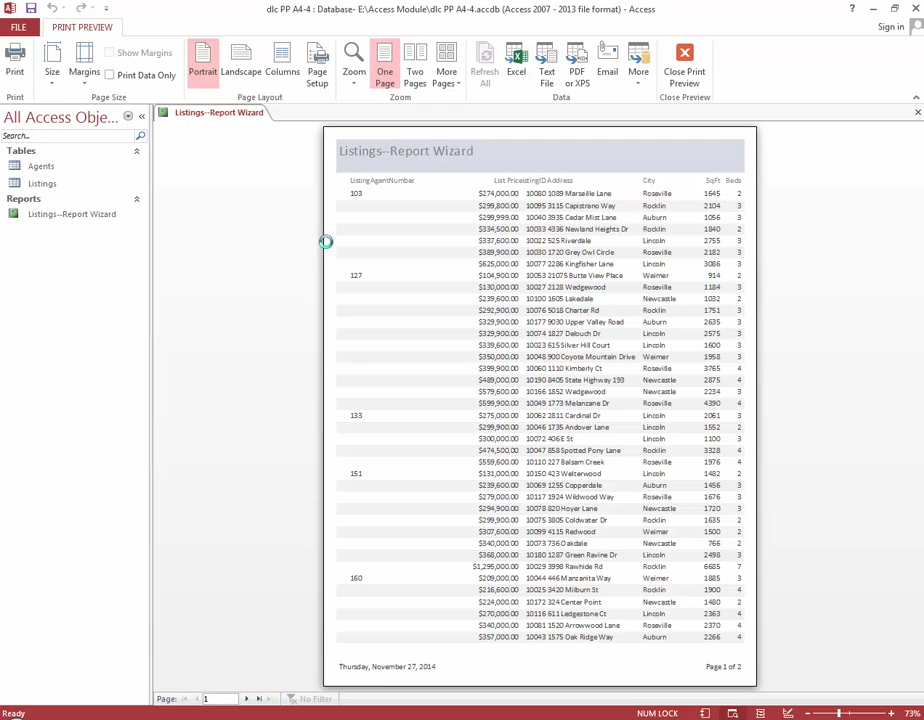 dlc PP A4-4 : Database- E:\Access Module\dlc PP A4-4.accdb (Access 2007 - 2013 file format) - Access
Sign in
FILE PRINT PREVIEW
Print Size Margins Show Margins Print Data Only Portrait Landscape Columns Page Setup Zoom One Page Two Pages More Pages Refresh All Excel Text File PDF or XPS Email More Close Print Preview
Print Page Size Page Layout Zoom Data Close Preview
All Access Obje...
Search...
Tables
Agents
Listings
Reports
Listings--Report Wizard
Listings--Report Wizard
Listings--Report Wizard
ListingAgentNumber List PriceistingID Address City SqFt Beds
103 $274,000.00 10080 1089 Marseille Lane Roseville 1645 2
$299,800.00 10095 3115 Capistrano Way Rocklin 2104 3
$299,999.00 10040 3935 Cedar Mist Lane Auburn 1056 3
$334,500.00 10033 4336 Newland Heights Dr Rocklin 1840 2
$337,600.00 10022 525 Riverdale Lincoln 2755 3
$389,900.00 10030 1720 Grey Owl Circle Roseville 2182 3
$625,000.00 10077 2286 Kingfisher Lane Lincoln 3086 3
127 $104,900.00 10053 21075 Butte View Place Weimer 914 2
$130,000.00 10027 2128 Wedgewood Roseville 1184 3
$239,600.00 10100 1605 Lakedale Newcastle 1032 2
$292,900.00 10076 5018 Charter Rd Rocklin 1751 3
$329,900.00 10177 9030 Upper Valley Road Auburn 2635 3
$329,900.00 10074 1827 Delouch Dr Lincoln 2575 3
$339,600.00 10023 615 Silver Hill Court Lincoln 1600 3
$350,000.00 10048 900 Coyote Mountain Drive Weimer 1958 3
$399,900.00 10060 1110 Kimberly Ct Roseville 3765 4
$489,000.00 10190 8405 State Highway 193 Newcastle 2875 4
$579,600.00 10166 1852 Wedgewood Newcastle 2234 3
$599,900.00 10049 1773 Melanzane Dr Roseville 4390 4
133 $275,000.00 10062 2811 Cardinal Dr Lincoln 2061 3
$299,900.00 10046 1735 Andover Lane Lincoln 1552 2
$300,000.00 10072 406 E St Lincoln 1100 3
$474,500.00 10047 858 Spotted Pony Lane Rocklin 3328 4
$559,600.00 10110 227 Balsam Creek Roseville 1976 4
151 $131,000.00 10150 423 Welterwood Lincoln 1482 2
$239,600.00 10069 1255 Copperdale Auburn 1456 3
$279,000.00 10117 1924 Wildwood Way Roseville 1676 3
$294,900.00 10078 820 Hoyer Lane Newcastle 1720 3
$299,900.00 10075 3805 Coldwater Dr Rocklin 1635 2
$307,600.00 10099 4115 Redwood Weimar 1500 2
$340,000.00 10073 736 Oakdale Newcastle 766 2
$368,000.00 10180 1287 Green Ravine Dr Lincoln 2498 3
$1,295,000.00 10029 3998 Rawhide Rd Rocklin 6685 7
160 $209,000.00 10044 446 Manzanita Way Weimer 1885 3
$216,600.00 10025 3420 Milburn St Rocklin 1900 4
$224,000.00 10172 324 Center Point Newcastle 1480 2
$270,000.00 10116 611 Ledgestone Ct Lincoln 2363 4
$340,000.00 10081 1520 Arrowwood Lane Roseville 2370 4
$357,000.00 10043 1575 Oak Ridge Way Auburn 2266 4
Thursday, November 27, 2014 Page 1 of 2
Page: 1 No Filter
Ready NUM LOCK 73%